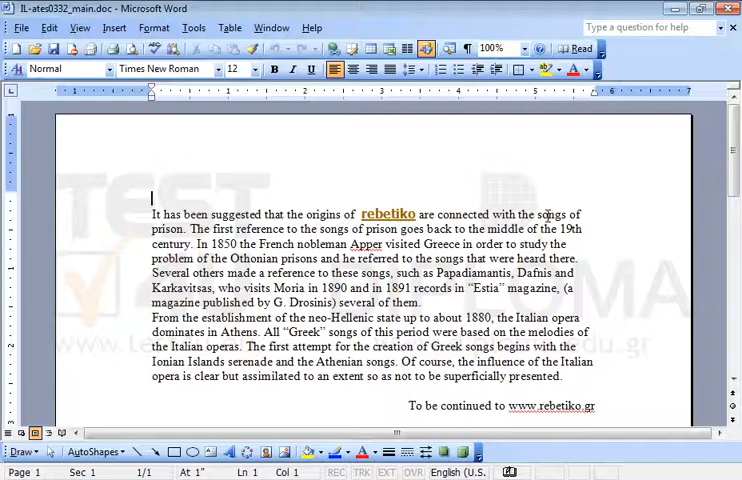 IL-ates0332_main.doc - Microsoft Word
File Edit View Insert Format Tools Table Window Help Type a question for help
100% Read
Normal Times New Roman 12 B I U
1 1 2 3 4 5 6 7
It has been suggested that the origins of rebetiko are connected with the songs of
prison. The first reference to the songs of prison goes back to the middle of the 19th
century. In 1850 the French nobleman Apper visited Greece in order to study the
problem of the Othonian prisons and he referred to the songs that were heard there.
Several others made a reference to these songs, such as Papadiamantis, Dafnis and
Karkavitsas, who visits Moria in 1890 and in 1891 records in “Estia” magazine, (a
magazine published by G. Drosinis) several of them.
From the establishment of the neo-Hellenic state up to about 1880, the Italian opera
dominates in Athens. All “Greek” songs of this period were based on the melodies of
the Italian operas. The first attempt for the creation of Greek songs begins with the
Ionian Islands serenade and the Athenian songs. Of course, the influence of the Italian
opera is clear but assimilated to an extent so as not to be superficially presented.
To be continued to www.rebetiko.gr
Draw AutoShapes
Page 1 Sec 1 1/1 At 1" Ln 1 Col 1 REC TRK EXT OVR English (U.S.